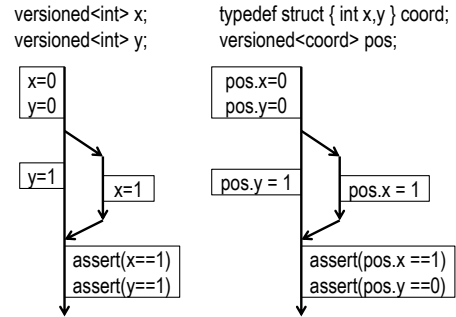 versioned<int> x;
versioned<int> y;
x=0
y=0
y=1
x=1
assert(x==1)
assert(y==1)
typedef struct { int x,y } coord;
versioned<coord> pos;
pos.x=0
pos.y=0
pos.y = 1
pos.x = 1
assert(pos.x ==1)
assert(pos.y ==0)